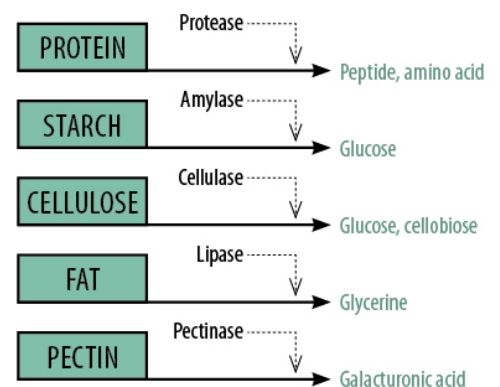 Protease
PROTEIN
Peptide, amino acid
Amylase
STARCH
Glucose
Cellulase
CELLULOSE
Glucose, cellobiose
Lipase
FAT
Glycerine
Pectinase
PECTIN
Galacturonic acid